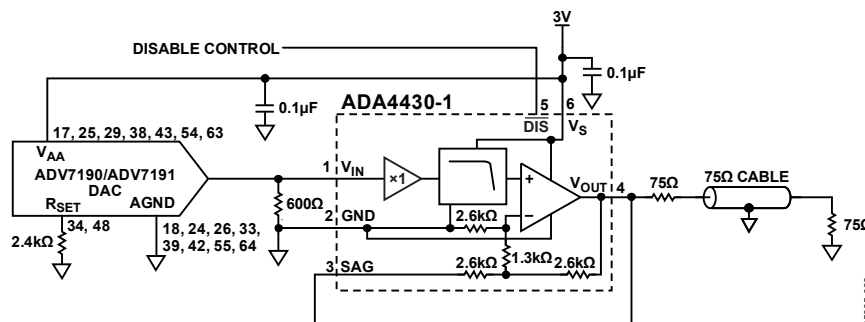 3V
DISABLE CONTROL
0.1µF
0.1µF
ADA4430-1
5 6
DIS
VS
17, 25, 29, 38, 43, 54, 63
VAA
ADV7190/ADV7191
DAC
RSET AGND
34, 48
2.4kΩ
18, 24, 26, 33,
39, 42, 55, 64
1 VIN
×1
600Ω
2 GND
2.6kΩ
+
–
VOUT 4
75Ω
75Ω CABLE
75Ω
1.3kΩ
3 SAG
2.6kΩ
2.6kΩ